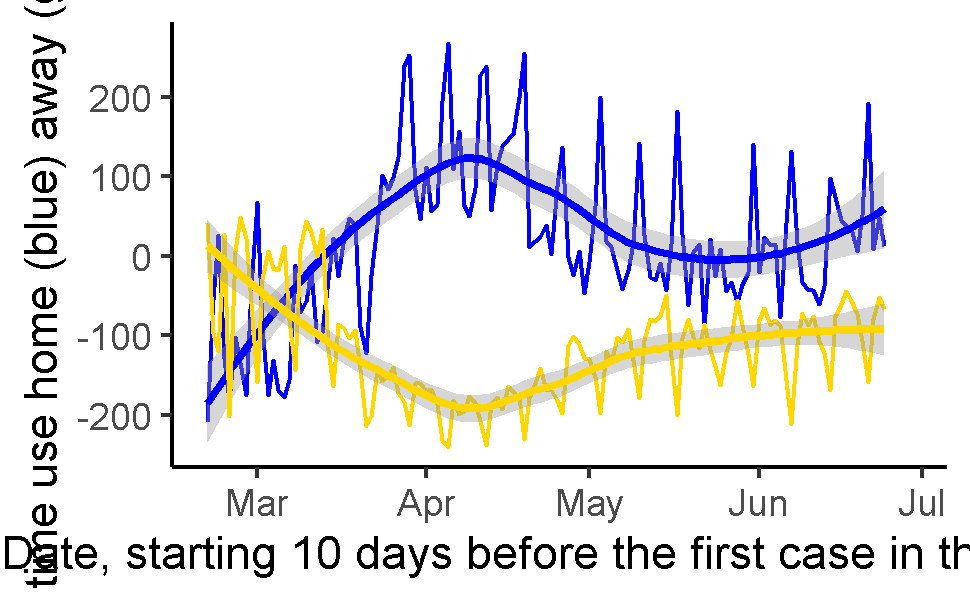 time use home (blue) away (
200
100
0
-100
-200
Mar Apr May Jun Jul
Date, starting 10 days before the first case in th